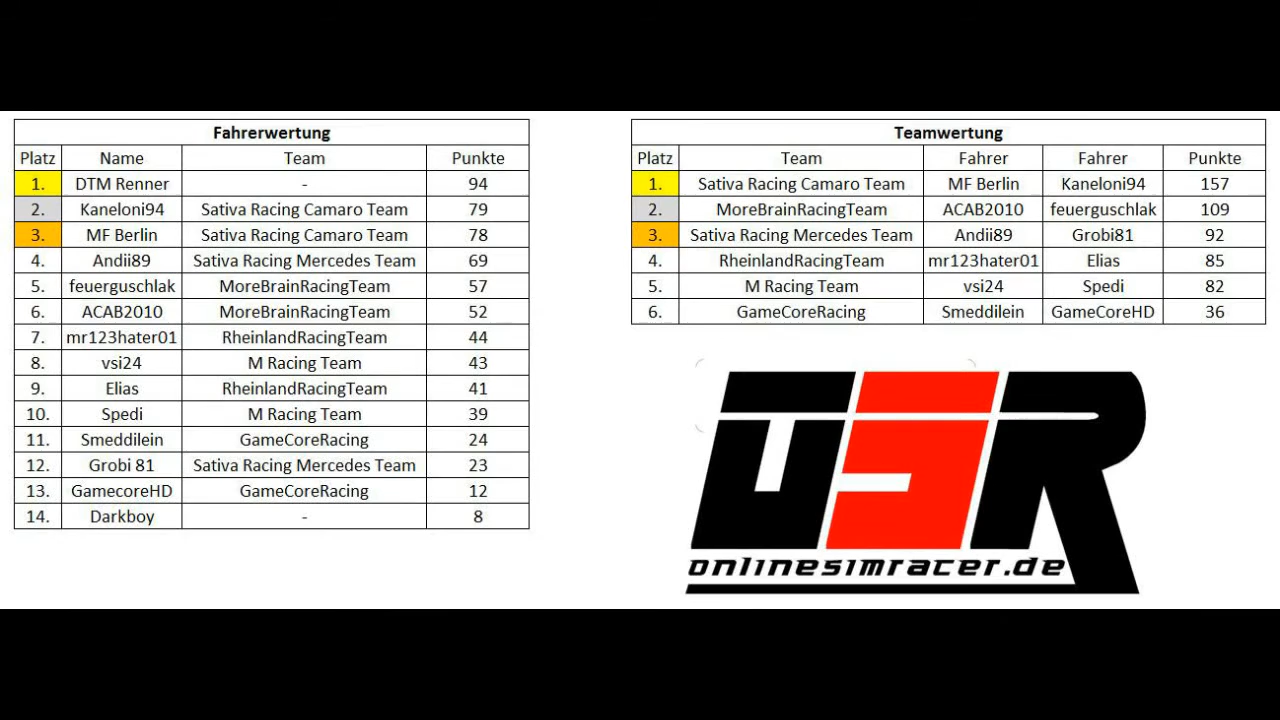 Fahrerwertung
Platz Name Team Punkte
1. DTM Renner - 94
2. Kaneloni94 Sativa Racing Camaro Team 79
3. MF Berlin Sativa Racing Camaro Team 78
4. Andii89 Sativa Racing Mercedes Team 69
5. feuerguschlak MoreBrainRacingTeam 57
6. ACAB2010 MoreBrainRacingTeam 52
7. mr123hater01 RheinlandRacingTeam 44
8. vsi24 M Racing Team 43
9. Elias RheinlandRacingTeam 41
10. Spedi M Racing Team 39
11. Smeddilein GameCoreRacing 24
12. Grobi 81 Sativa Racing Mercedes Team 23
13. GamecoreHD GameCoreRacing 12
14. Darkboy - 8
Teamwertung
Platz Team Fahrer Fahrer Punkte
1. Sativa Racing Camaro Team MF Berlin Kaneloni94 157
2. MoreBrainRacingTeam ACAB2010 feuerguschlak 109
3. Sativa Racing Mercedes Team Andii89 Grobi81 92
4. RheinlandRacingTeam mr123hater01 Elias 85
5. M Racing Team vsi24 Spedi 82
6. GameCoreRacing Smeddilein GameCoreHD 36
OSR
onlinesimracer.de